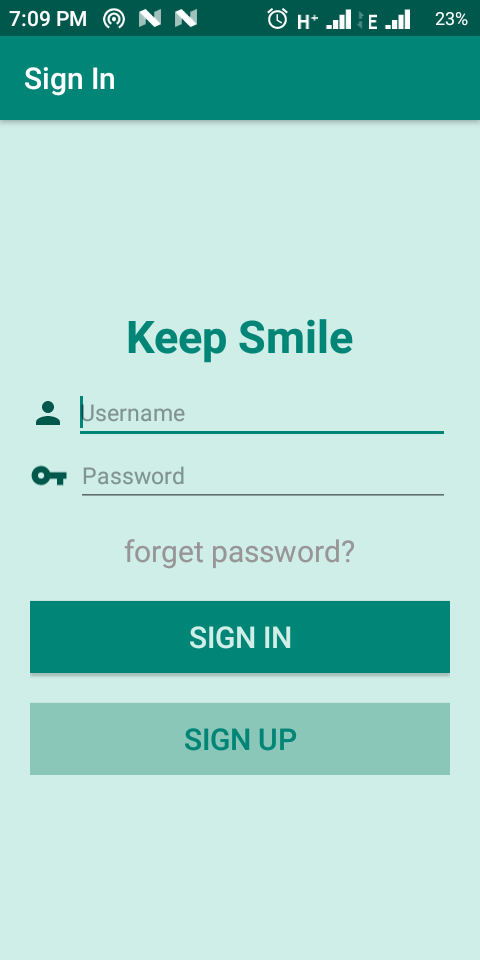 7:09 PM H+ E 23%
Sign In
Keep Smile
Username
Password
forget password?
SIGN IN
SIGN UP